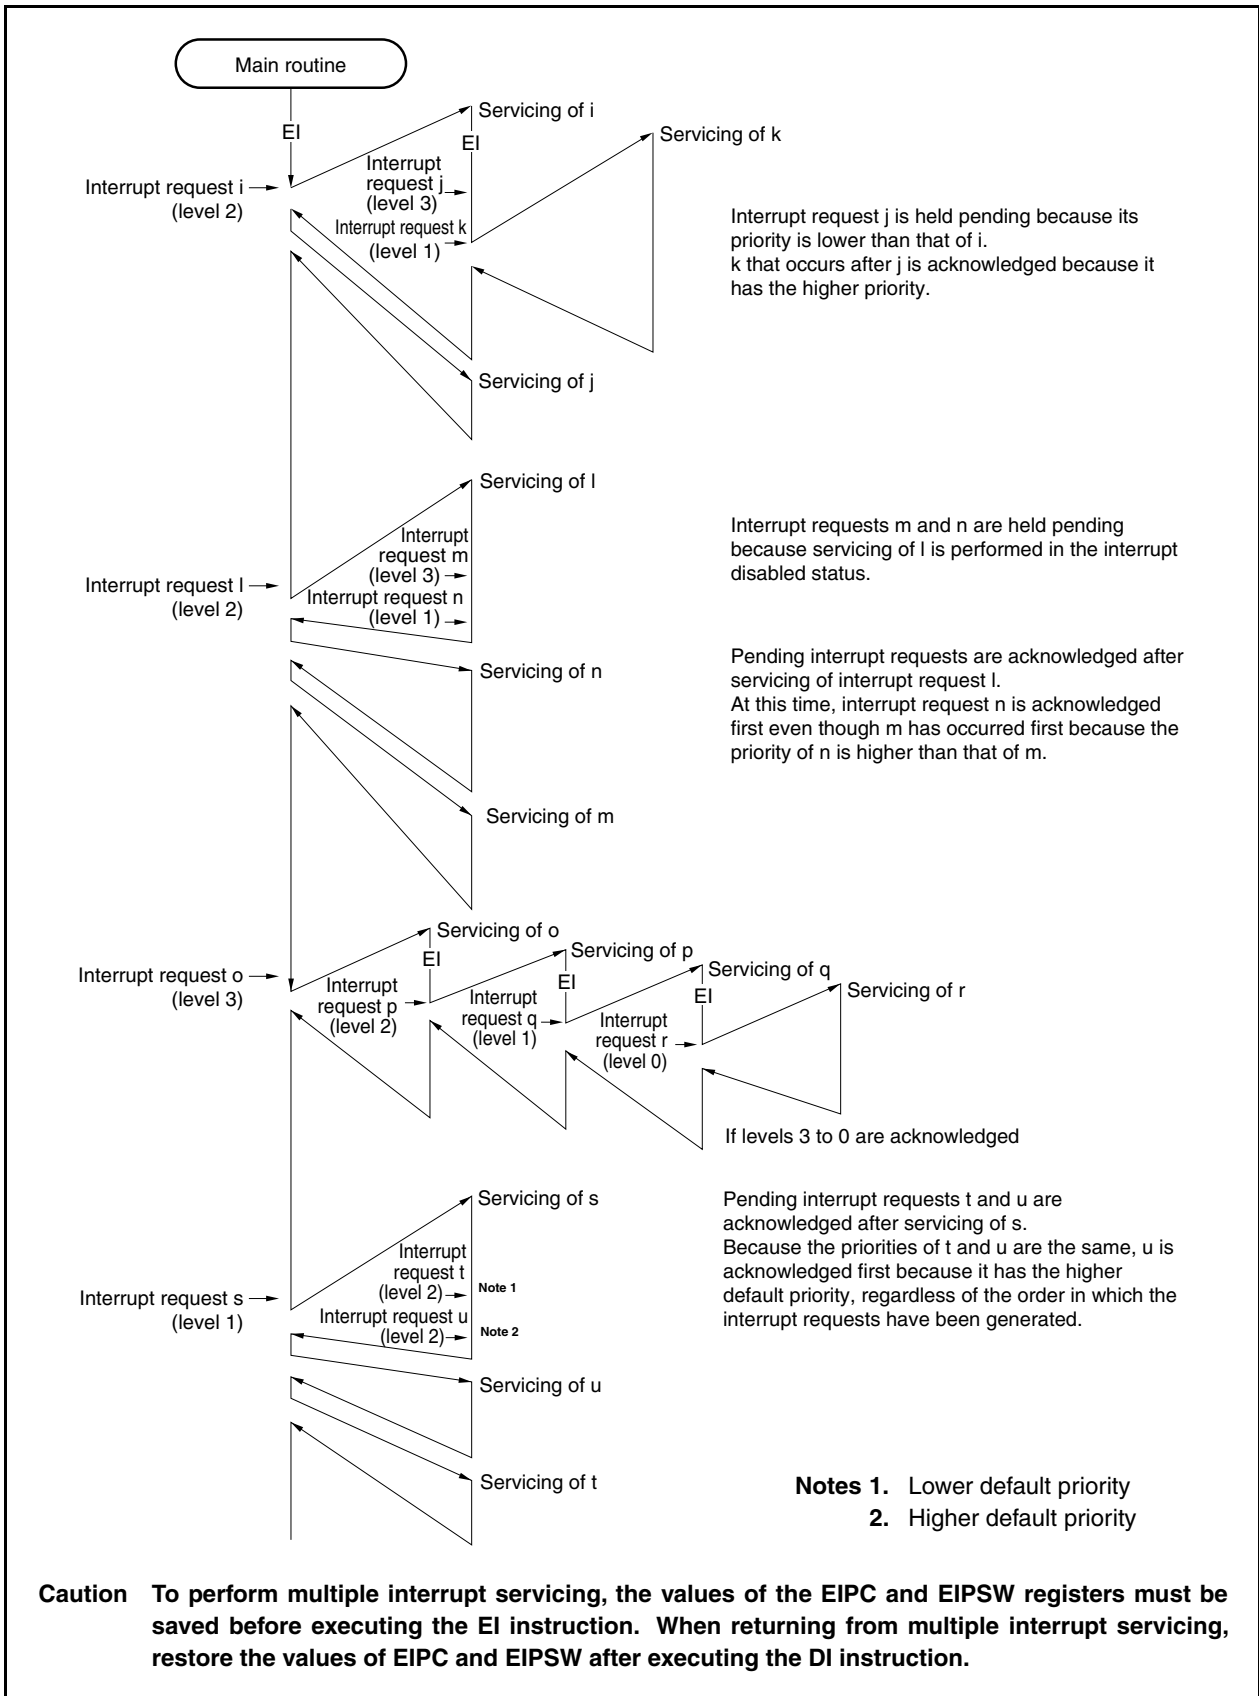 Main routine
EI
Servicing of i
EI
Servicing of k
Interrupt request i
(level 2)
Interrupt
request j
(level 3)
Interrupt request k
(level 1)
Interrupt request j is held pending because its
priority is lower than that of i.
k that occurs after j is acknowledged because it
has the higher priority.
Servicing of j
Servicing of l
Interrupt request l
(level 2)
Interrupt
request m
(level 3)
Interrupt request n
(level 1)
Interrupt requests m and n are held pending
because servicing of l is performed in the interrupt
disabled status.
Servicing of n
Pending interrupt requests are acknowledged after
servicing of interrupt request l.
At this time, interrupt request n is acknowledged
first even though m has occurred first because the
priority of n is higher than that of m.
Servicing of m
Interrupt request o
(level 3)
Servicing of o
EI
Interrupt
request p
(level 2)
Servicing of p
EI
Interrupt
request q
(level 1)
Servicing of q
EI
Interrupt
request r
(level 0)
Servicing of r
If levels 3 to 0 are acknowledged
Servicing of s
Interrupt request s
(level 1)
Interrupt
request t
(level 2)
Note 1
Interrupt request u
(level 2)
Note 2
Pending interrupt requests t and u are
acknowledged after servicing of s.
Because the priorities of t and u are the same, u is
acknowledged first because it has the higher
default priority, regardless of the order in which the
interrupt requests have been generated.
Servicing of u
Servicing of t
Notes 1. Lower default priority
2. Higher default priority
Caution To perform multiple interrupt servicing, the values of the EIPC and EIPSW registers must be
saved before executing the EI instruction. When returning from multiple interrupt servicing,
restore the values of EIPC and EIPSW after executing the DI instruction.